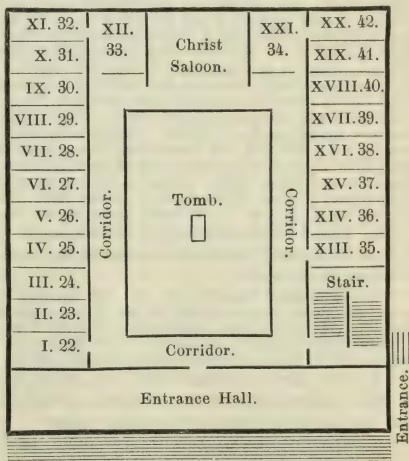 XI. 32.
X. 31.
IX. 30.
VIII. 29.
VII. 28.
VI. 27.
V. 26.
IV. 25.
III. 24.
II. 23.
I. 22.
XII.
33.
Christ
Saloon.
XXI.
34.
XX. 42.
XIX. 41.
XVIII.40.
XVII.39.
XVI. 38.
XV. 37.
XIV. 36.
XIII. 35.
Stair.
Corridor.
Tomb.
Corridor.
Corridor.
Entrance Hall.
Entrance.